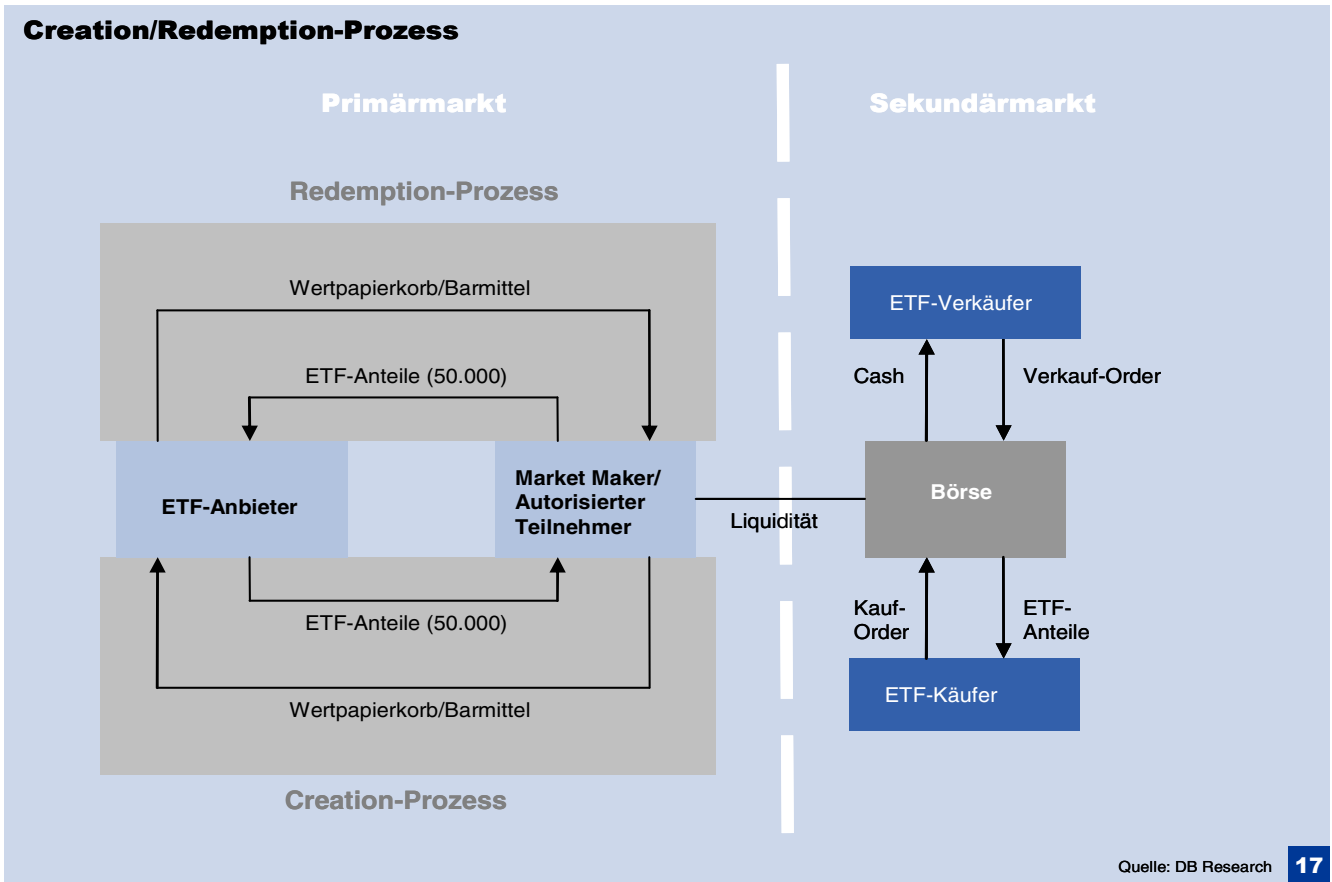 Creation/Redemption-Prozess
Primärmarkt
Sekundärmarkt
Redemption-Prozess
Wertpapierkorb/Barmittel
ETF-Anteile (50.000)
ETF-Anbieter
Market Maker/
Autorisierter
Teilnehmer
ETF-Anteile (50.000)
Wertpapierkorb/Barmittel
Creation-Prozess
Liquidität
ETF-Verkäufer
Cash
Verkauf-Order
Börse
Kauf-
Order
ETF-
Anteile
ETF-Käufer
Quelle: DB Research
17